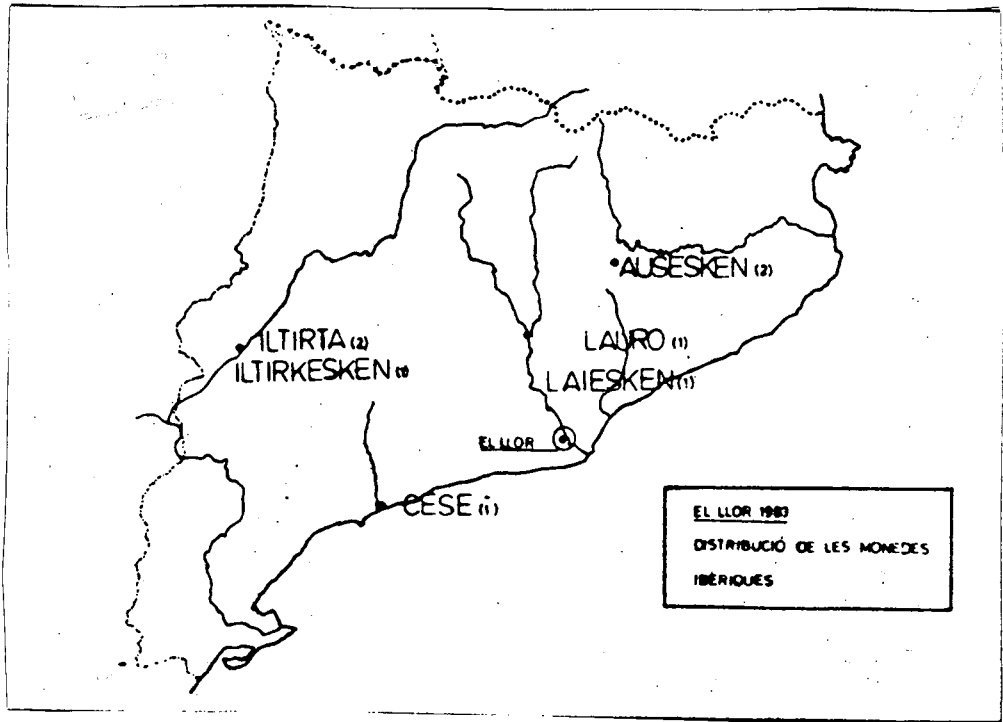 AUSESKEN (2)
ILTIRTA (2)
LAURO (1)
ILTIRKESKEN (1)
LAIESKEN (1)
EL LLOR
CESE (1)
EL LLOR 1983
DISTRIBUCIÓ DE LES MONEDES
IBÈRIQUES